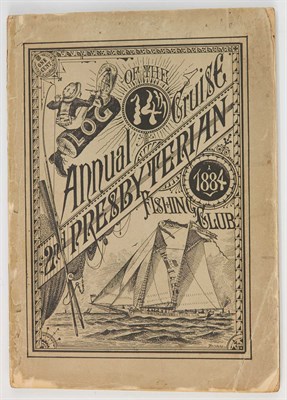 LOG
OF THE
14th
Annual Cruise
2nd PRESBYTERIAN
FISHING CLUB
1884